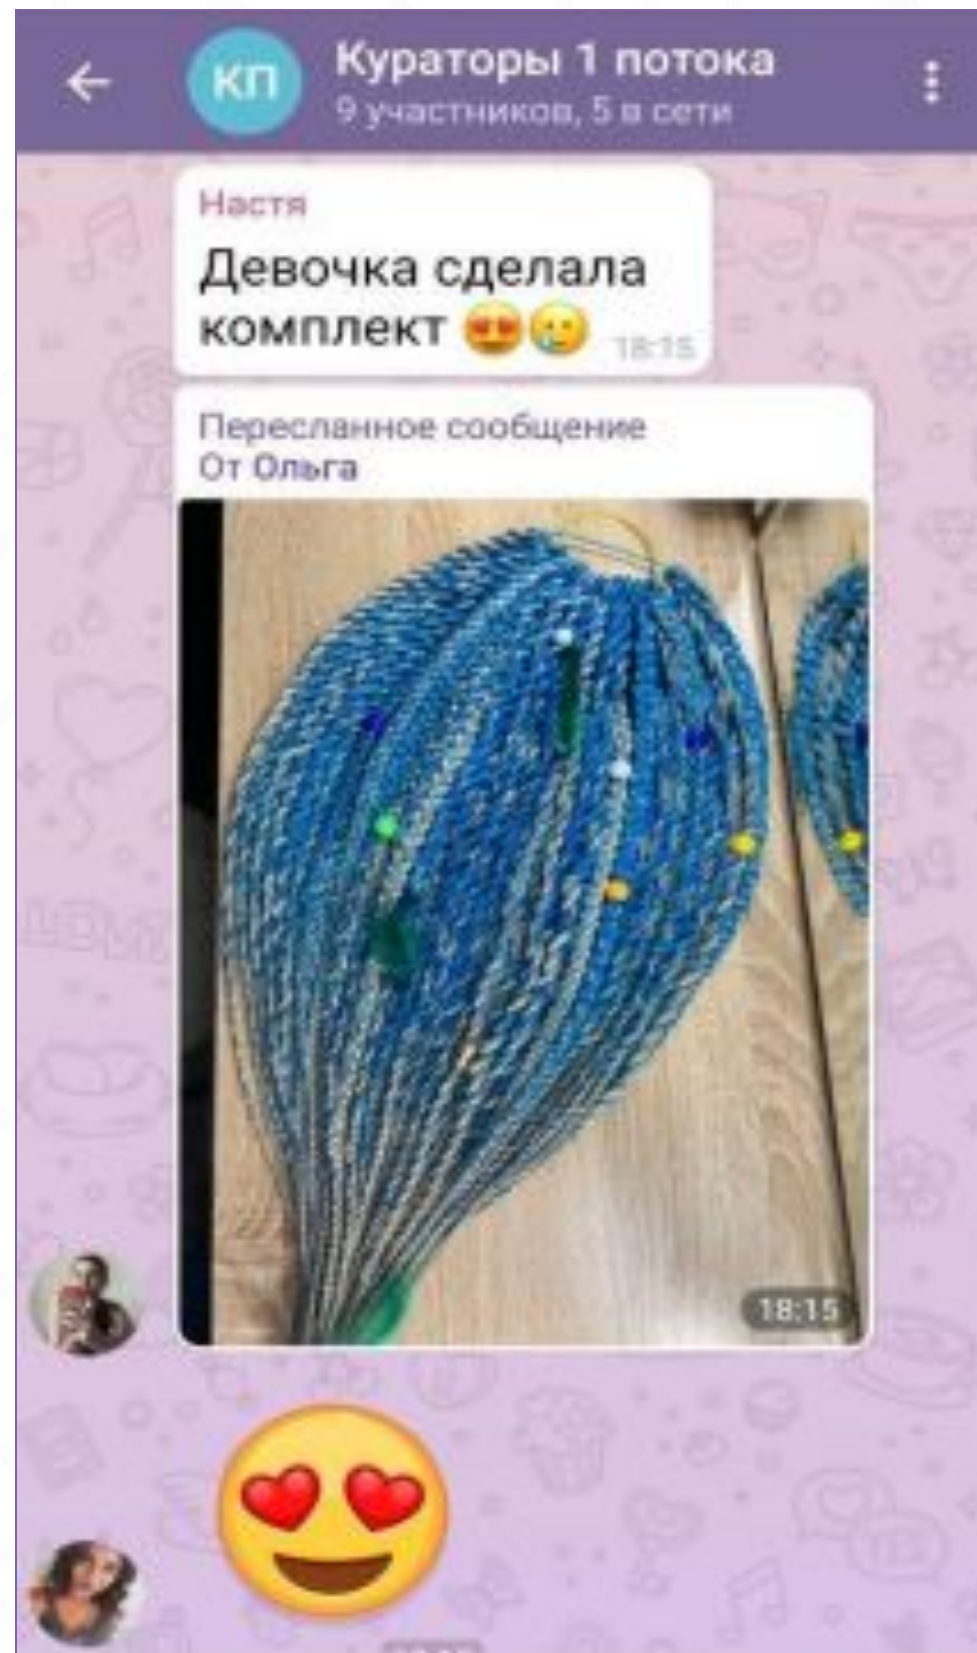 КП
Кураторы 1 потока
9 участников, 5 в сети
Настя
Девочка сделала
комплект 😍🥲 18:15
Пересланное сообщение
От Ольга
18:15